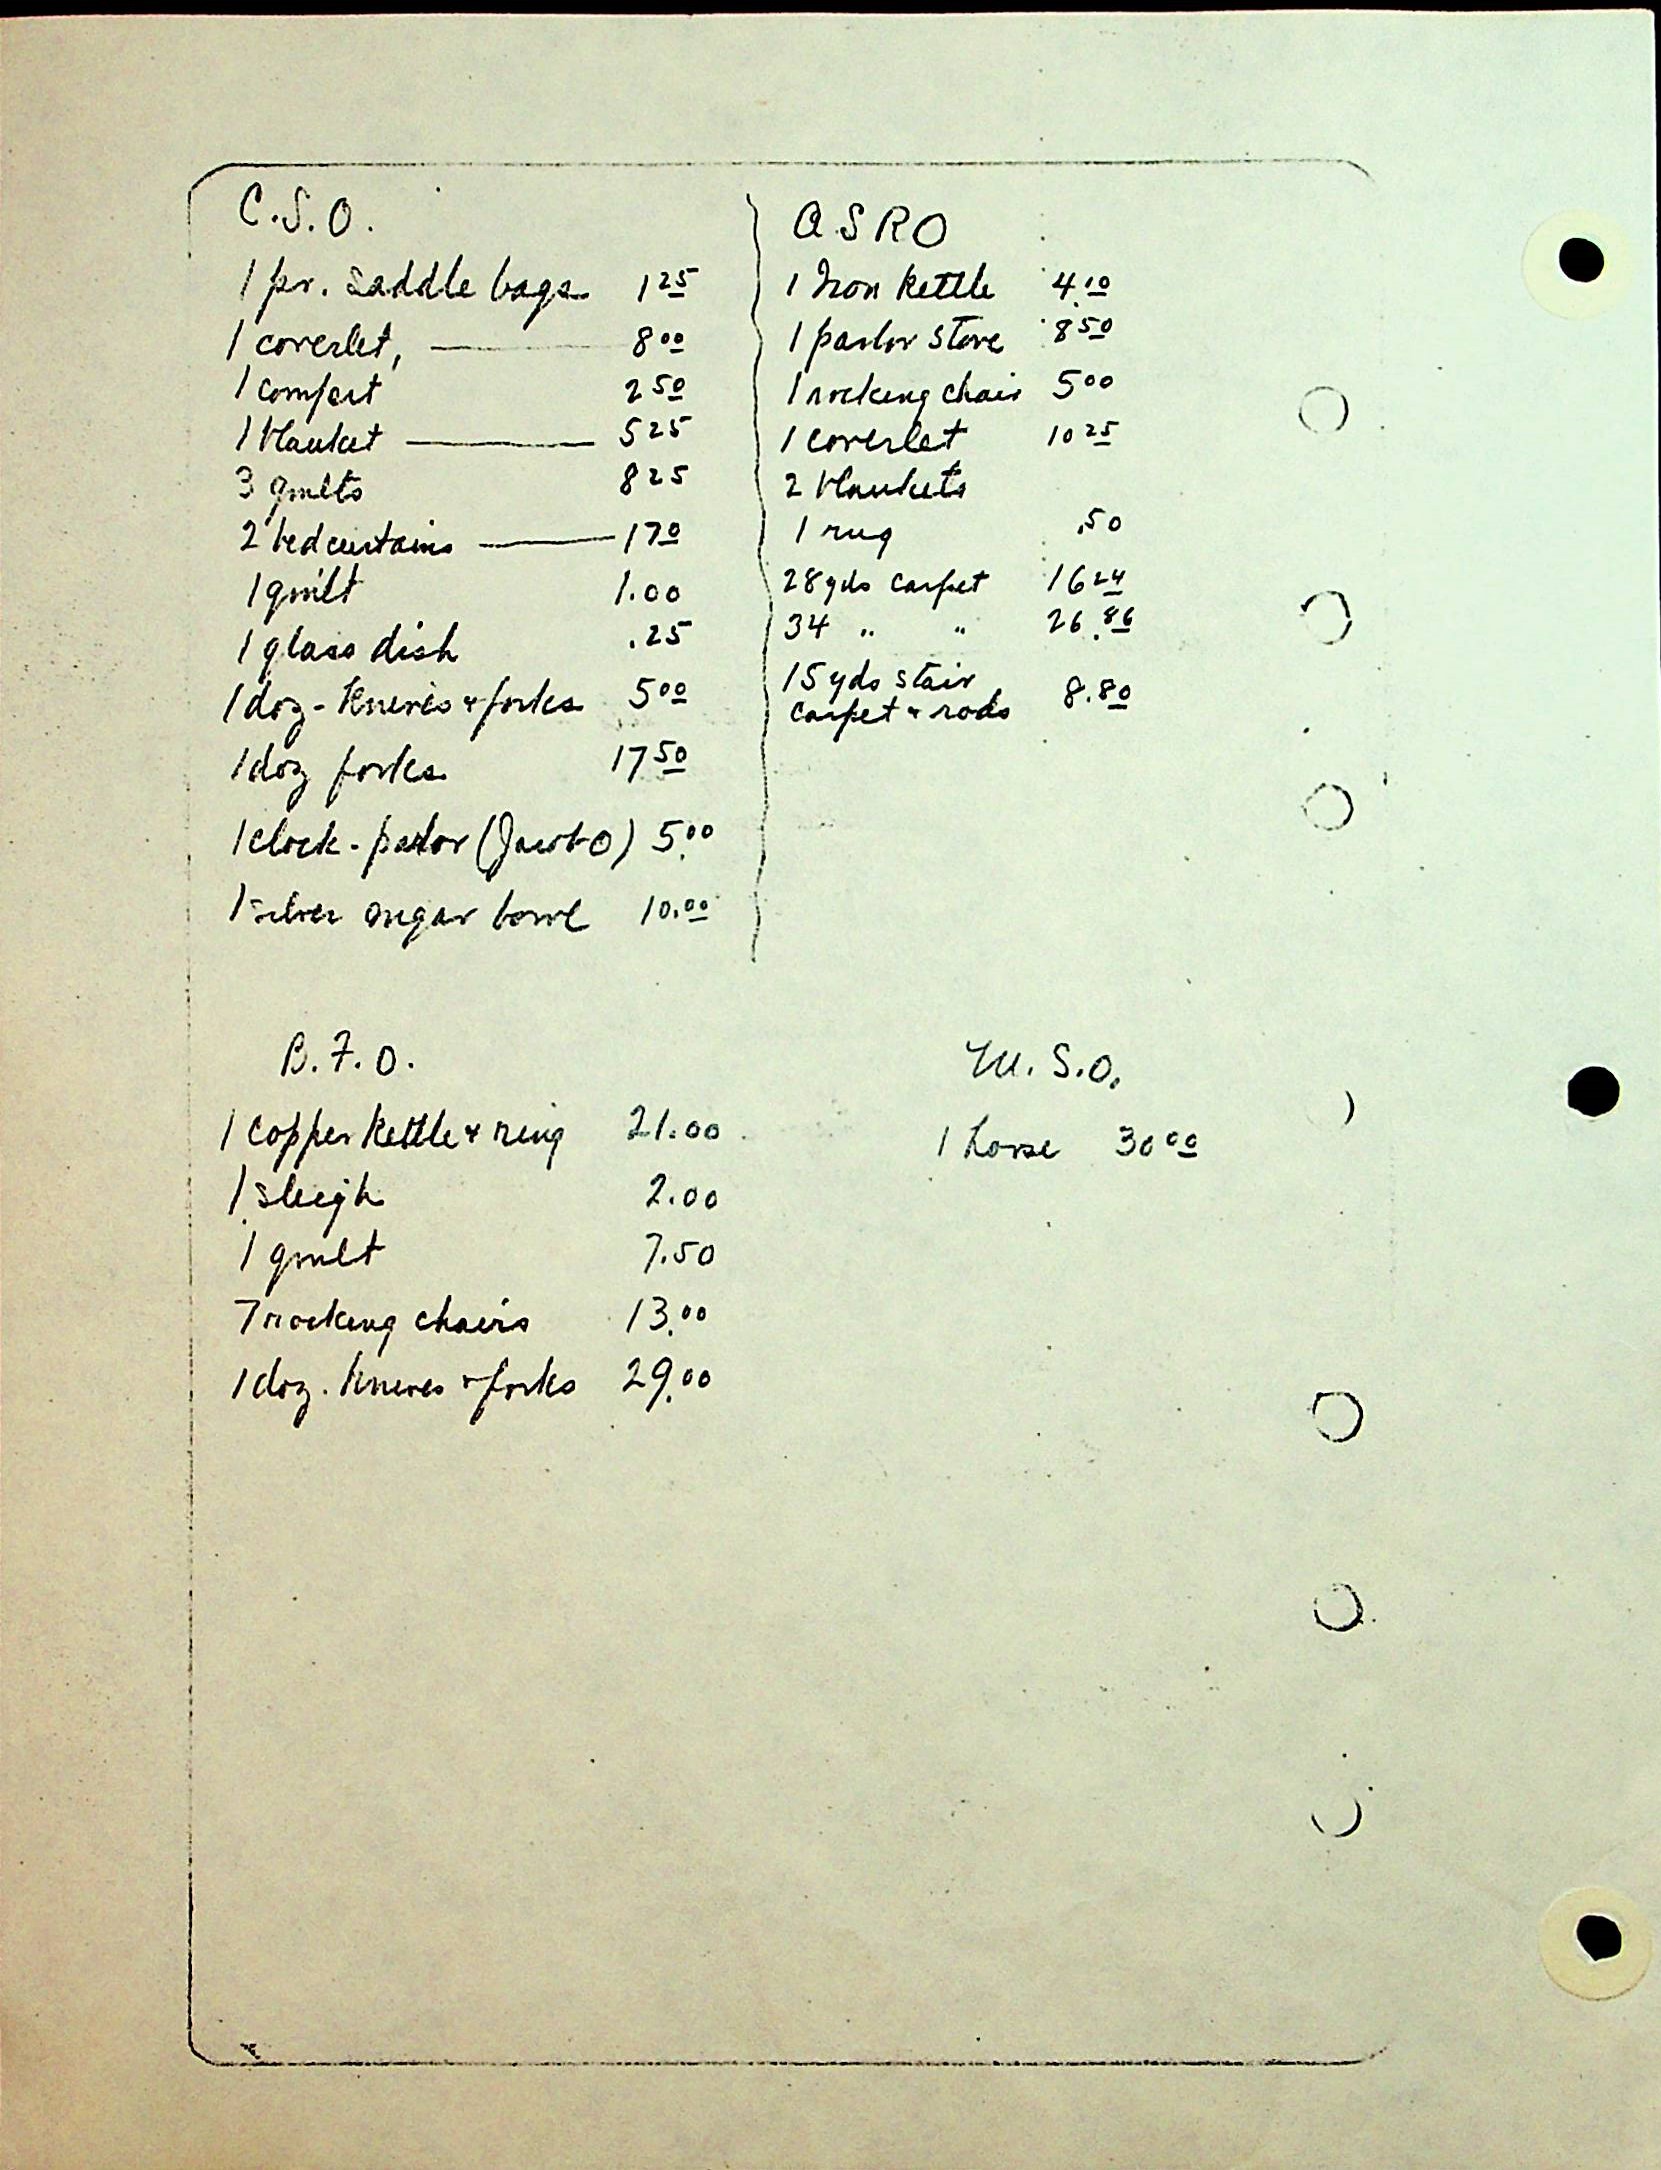 C.S.O.
1 pr. saddle bags 1 25
1 coverlet, — 8 00
1 comfort 2 50
1 blanket — 5 25
3 quilts 8 25
2 bed curtains — 17 0
1 quilt 1.00
1 glass dish .25
1 doz - knives + forks 5 00
1 doz forks 17 50
1 clock - parlor (Jacob O) 5.00
1 silver sugar bowl 10.00
A S R O
1 Iron kettle 4.10
1 parlor stove 8 50
1 rocking chair 5 00
1 coverlet 10 25
2 blankets
1 rug .50
28 yds carpet 16 24
34 " " 26.86
15 yds stair
carpet + rods 8.80
B.F.O.
1 copper kettle + ring 21.00
1 sleigh 2.00
1 quilt 7.50
7 rocking chairs 13.00
1 doz. knives + forks 29.00
W. S.O.
1 horse 30 00